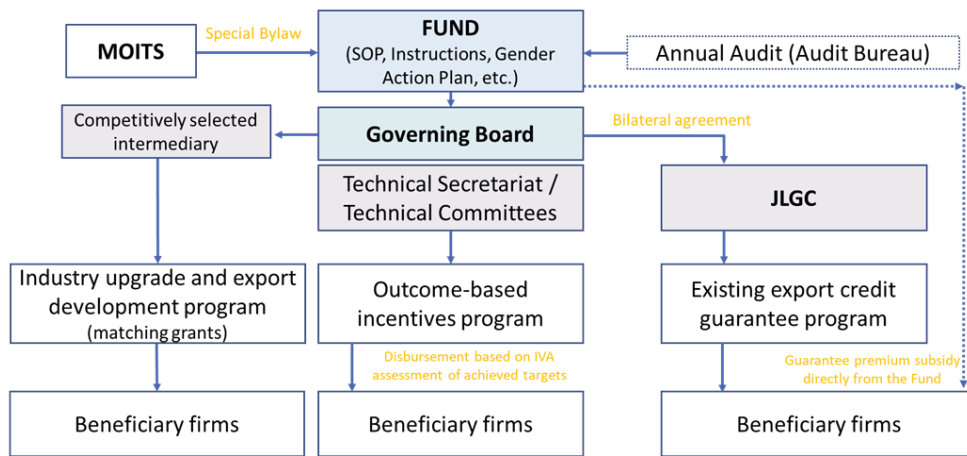 MOITS
Special Bylaw
FUND
(SOP, Instructions, Gender
Action Plan, etc.)
Annual Audit (Audit Bureau)
Competitively selected
intermediary
Governing Board
Bilateral agreement
Technical Secretariat /
Technical Committees
JLGC
Industry upgrade and export
development program
(matching grants)
Outcome-based
incentives program
Existing export credit
guarantee program
Disbursement based on IVA
assessment of achieved targets
Guarantee premium subsidy
directly from the Fund
Beneficiary firms
Beneficiary firms
Beneficiary firms